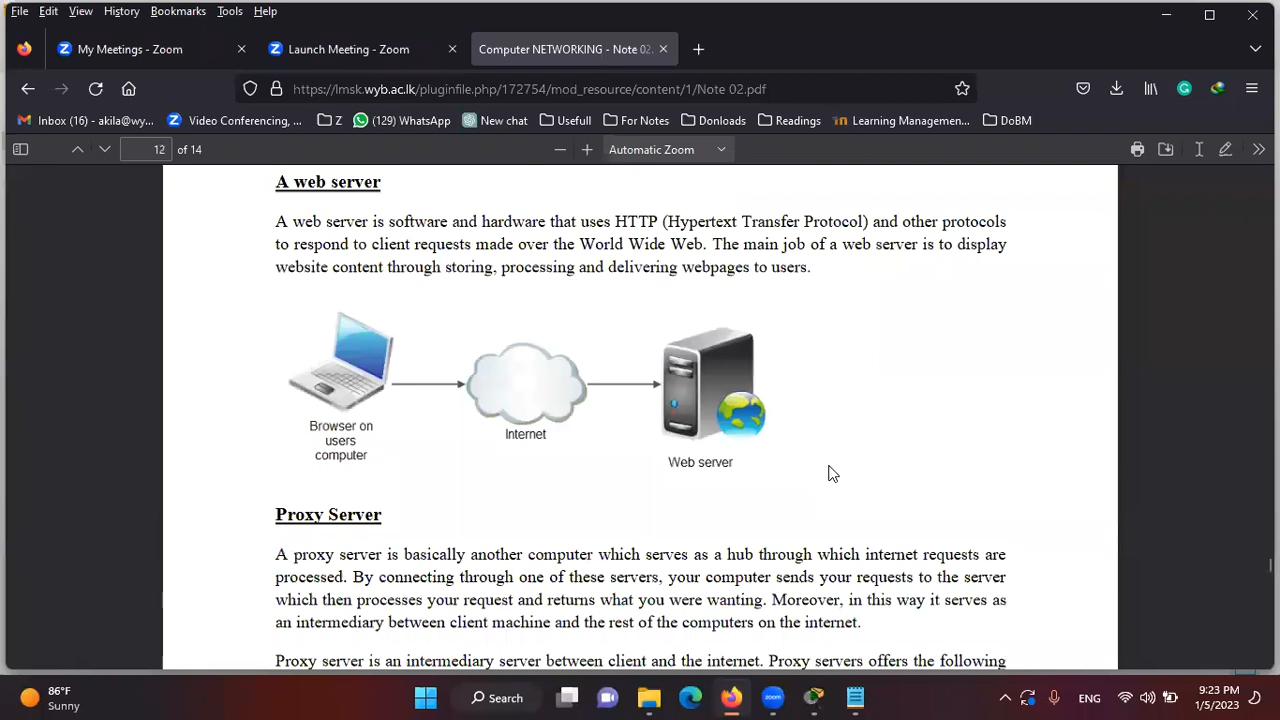 File Edit View History Bookmarks Tools Help
My Meetings - Zoom
Launch Meeting - Zoom
Computer NETWORKING - Note 02.
https://lmsk.wyb.ac.lk/pluginfile.php/172754/mod_resource/content/1/Note 02.pdf
Inbox (16) - akila@wy... Video Conferencing, ... Z (129) WhatsApp New chat Usefull For Notes Donloads Readings Learning Managemen... DoBM
12 of 14 Automatic Zoom
A web server
A web server is software and hardware that uses HTTP (Hypertext Transfer Protocol) and other protocols
to respond to client requests made over the World Wide Web. The main job of a web server is to display
website content through storing, processing and delivering webpages to users.
Browser on
users
computer
Internet
Web server
Proxy Server
A proxy server is basically another computer which serves as a hub through which internet requests are
processed. By connecting through one of these servers, your computer sends your requests to the server
which then processes your request and returns what you were wanting. Moreover, in this way it serves as
an intermediary between client machine and the rest of the computers on the internet.
Proxy server is an intermediary server between client and the internet. Proxy servers offers the following
86°F
Sunny
Search
ENG
9:23 PM
1/5/2023